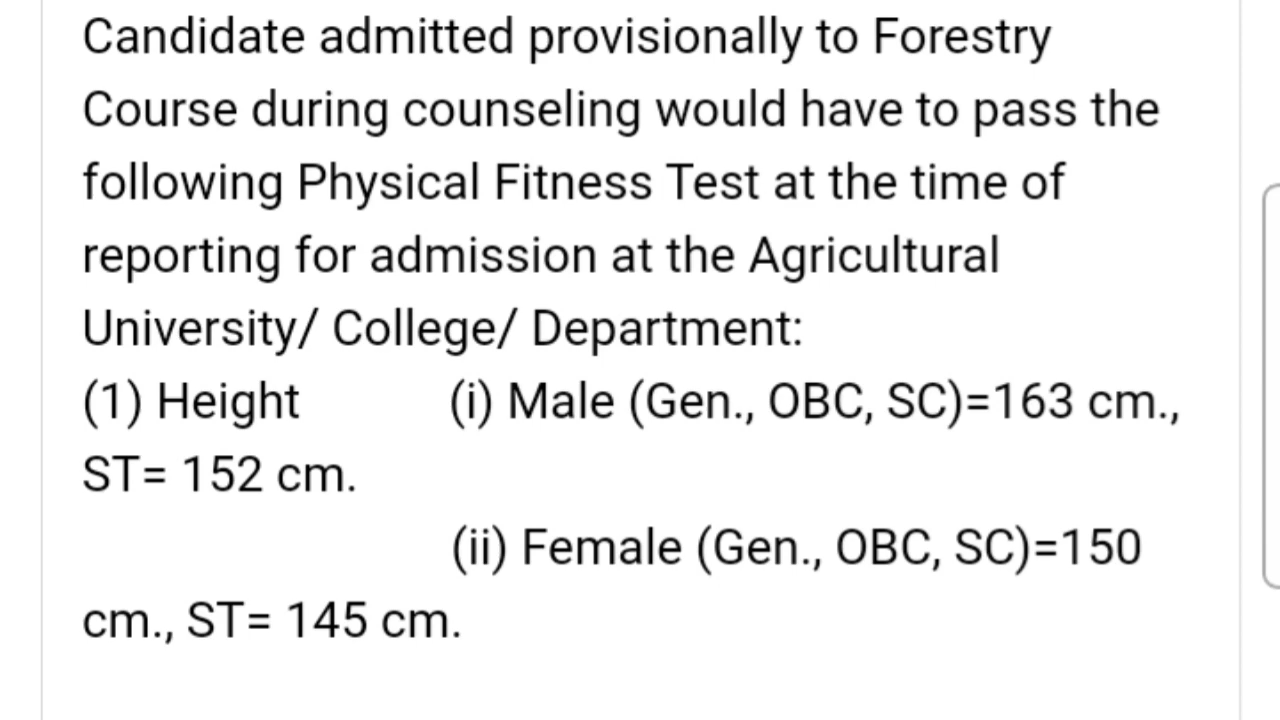 Candidate admitted provisionally to Forestry
Course during counseling would have to pass the
following Physical Fitness Test at the time of
reporting for admission at the Agricultural
University/ College/ Department:
(1) Height (i) Male (Gen., OBC, SC)=163 cm.,
ST= 152 cm.
(ii) Female (Gen., OBC, SC)=150
cm., ST= 145 cm.